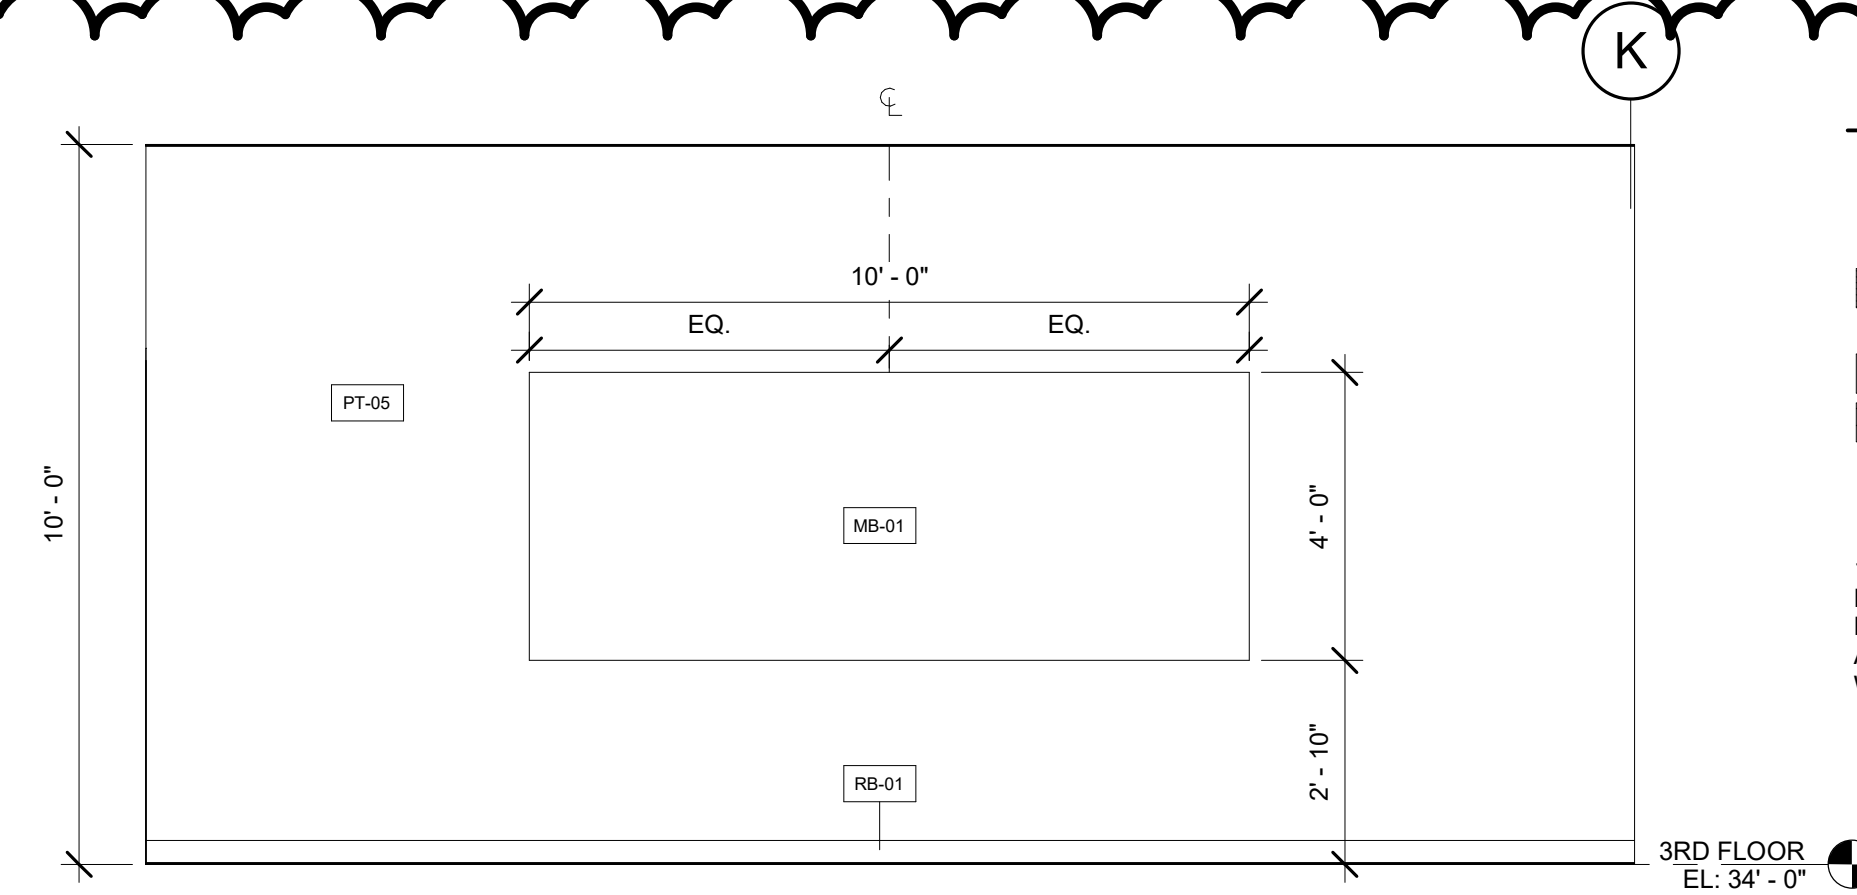 K
℄
10' - 0"
EQ.
EQ.
PT-05
10' - 0"
MB-01
4' - 0"
2' - 10"
RB-01
3RD FLOOR
EL: 34' - 0"